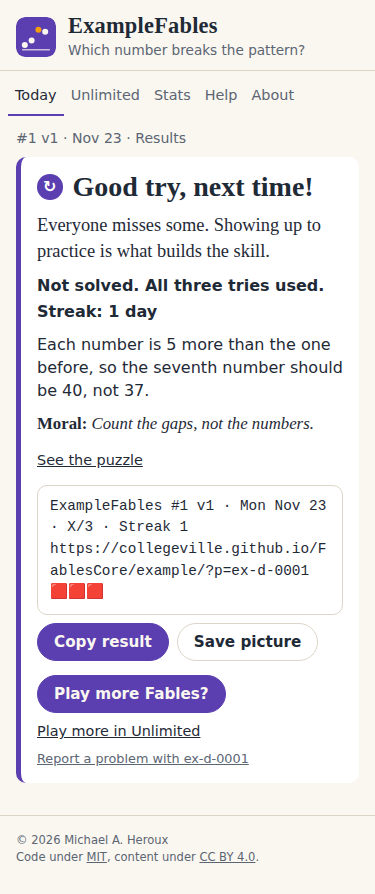 ExampleFables
Which number breaks the pattern?
Today Unlimited Stats Help About
#1 v1 · Nov 23 · Results
↻ Good try, next time!
Everyone misses some. Showing up to
practice is what builds the skill.
Not solved. All three tries used.
Streak: 1 day
Each number is 5 more than the one
before, so the seventh number should
be 40, not 37.
Moral: Count the gaps, not the numbers.
See the puzzle
ExampleFables #1 v1 · Mon Nov 23
· X/3 · Streak 1
https://collegeville.github.io/F
ablesCore/example/?p=ex-d-0001
🟥🟥🟥
Copy result Save picture
Play more Fables?
Play more in Unlimited
Report a problem with ex-d-0001
© 2026 Michael A. Heroux
Code under MIT, content under CC BY 4.0.